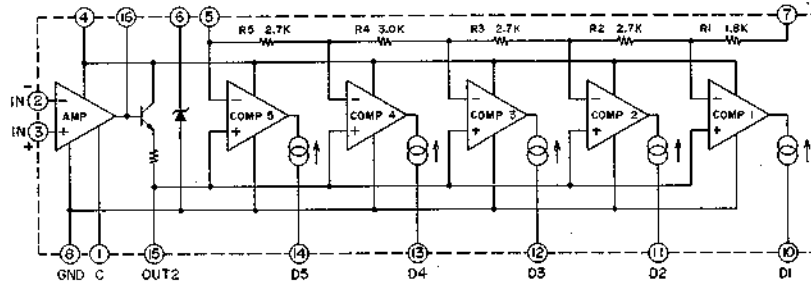 4 16 6 5 R5 2.7K R4 3.0K R3 2.7K R2 2.7K R1 1.8K 7
IN 2 - AMP
IN 3 +
- + COMP 5
- + COMP 4
- + COMP 3
- + COMP 2
- + COMP 1
8 1 15 14 13 12 11 10
GND C OUT2 D5 D4 D3 D2 D1